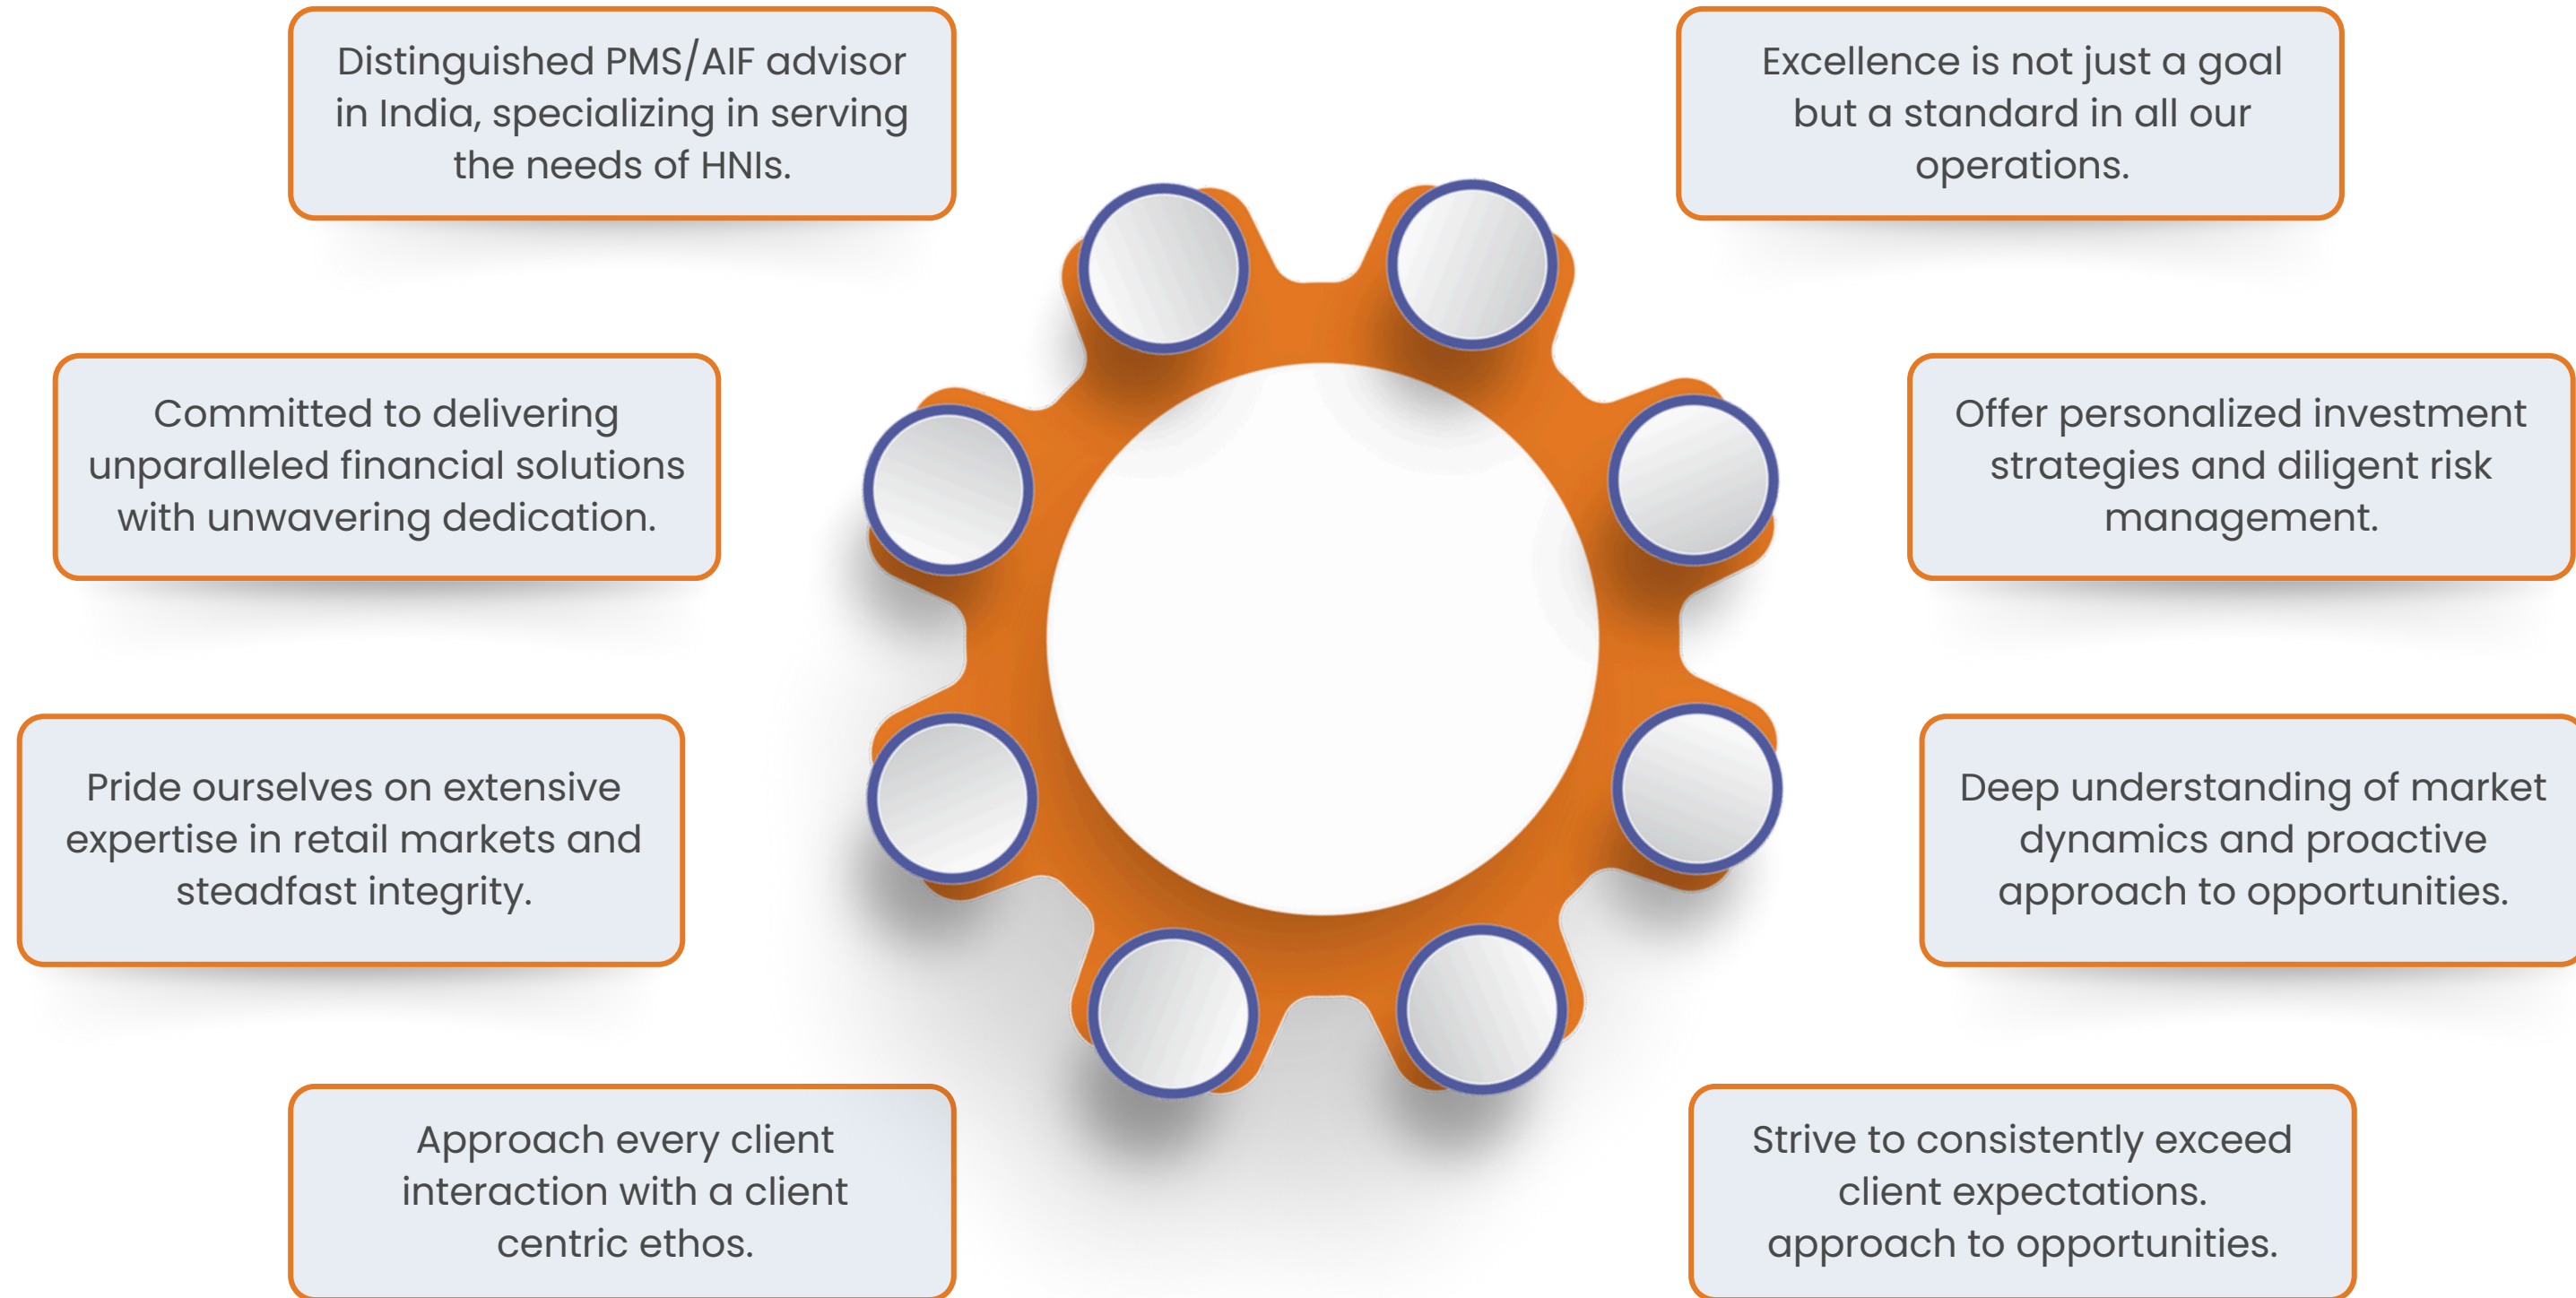 Distinguished PMS/AIF advisor
in India, specializing in serving
the needs of HNIs.
Excellence is not just a goal
but a standard in all our
operations.
Committed to delivering
unparalleled financial solutions
with unwavering dedication.
Offer personalized investment
strategies and diligent risk
management.
Pride ourselves on extensive
expertise in retail markets and
steadfast integrity.
Deep understanding of market
dynamics and proactive
approach to opportunities.
Approach every client
interaction with a client
centric ethos.
Strive to consistently exceed
client expectations.
approach to opportunities.